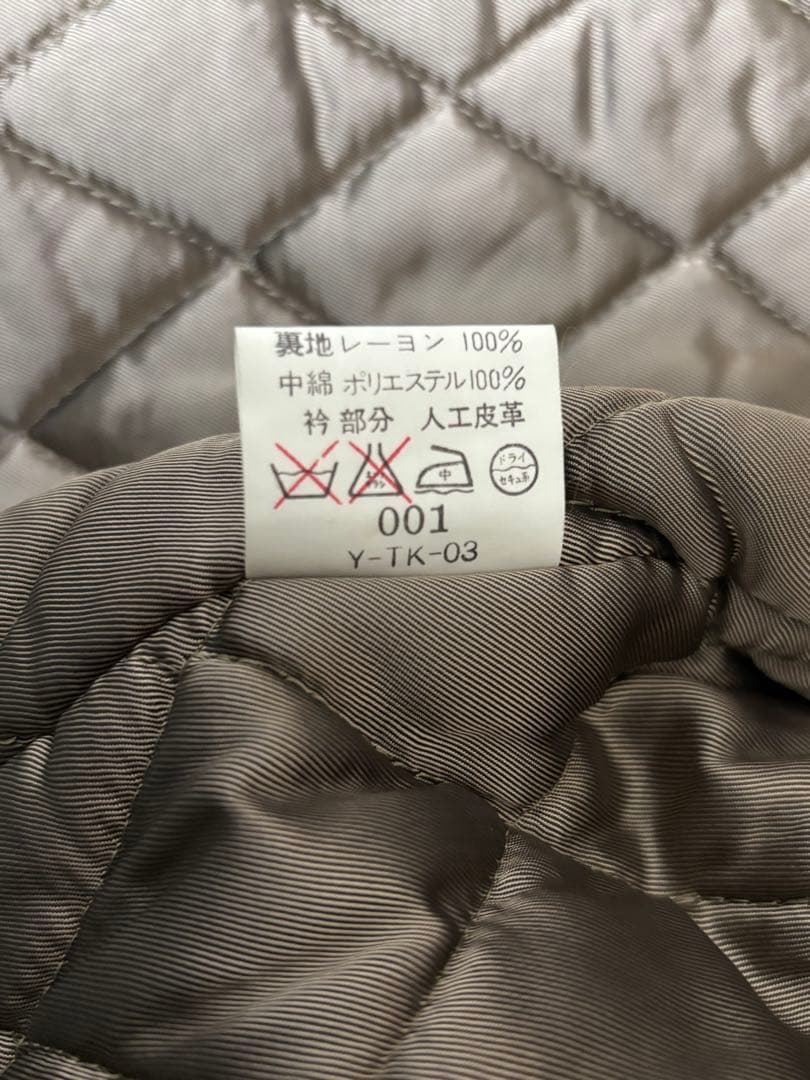 裏地レーヨン 100%
中綿 ポリエステル100%
衿部分 人工皮革
中 ドライ
セキユ系
001
Y-TK-03